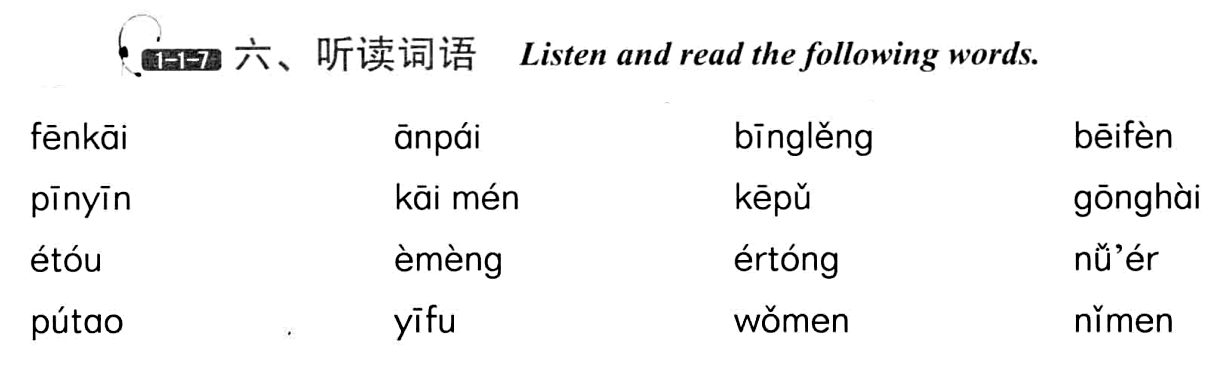 1-1-7 六、听读词语 Listen and read the following words.
fēnkāi ānpái bīnglěng bēifèn
pīnyīn kāi mén kēpǔ gōnghài
étóu èmèng értóng nǚ’ér
pútao yīfu wǒmen nǐmen